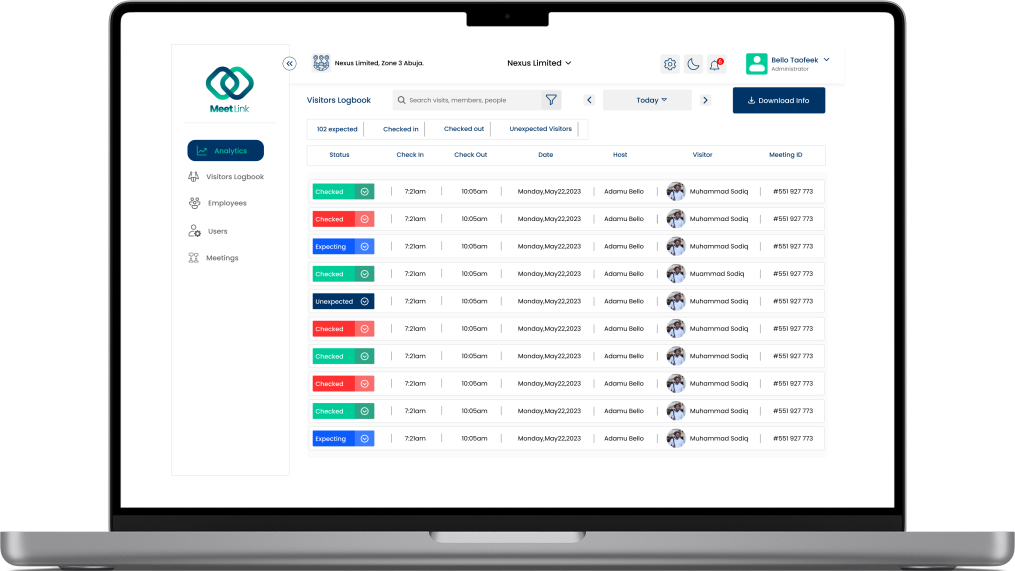 MeetLink
Analytics
Visitors Logbook
Employees
Users
Meetings
Nexus Limited, Zone 3 Abuja.
Nexus Limited
Bello Taofeek
Administrator
Visitors Logbook
Search visits, members, people
Today
Download Info
102 expected Checked in Checked out Unexpected Visitors
Status Check In Check Out Date Host Visitor Meeting ID
Checked 7:21am 10:05am Monday,May22,2023 Adamu Bello Muhammad Sodiq #551 927 773
Checked 7:21am 10:05am Monday,May22,2023 Adamu Bello Muhammad Sodiq #551 927 773
Expecting 7:21am 10:05am Monday,May22,2023 Adamu Bello Muhammad Sodiq #551 927 773
Checked 7:21am 10:05am Monday,May22,2023 Adamu Bello Muammad Sodiq #551 927 773
Unexpected 7:21am 10:05am Monday,May22,2023 Adamu Bello Muhammad Sodiq #551 927 773
Checked 7:21am 10:05am Monday,May22,2023 Adamu Bello Muhammad Sodiq #551 927 773
Checked 7:21am 10:05am Monday,May22,2023 Adamu Bello Muhammad Sodiq #551 927 773
Checked 7:21am 10:05am Monday,May22,2023 Adamu Bello Muhammad Sodiq #551 927 773
Checked 7:21am 10:05am Monday,May22,2023 Adamu Bello Muhammad Sodiq #551 927 773
Expecting 7:21am 10:05am Monday,May22,2023 Adamu Bello Muhammad Sodiq #551 927 773